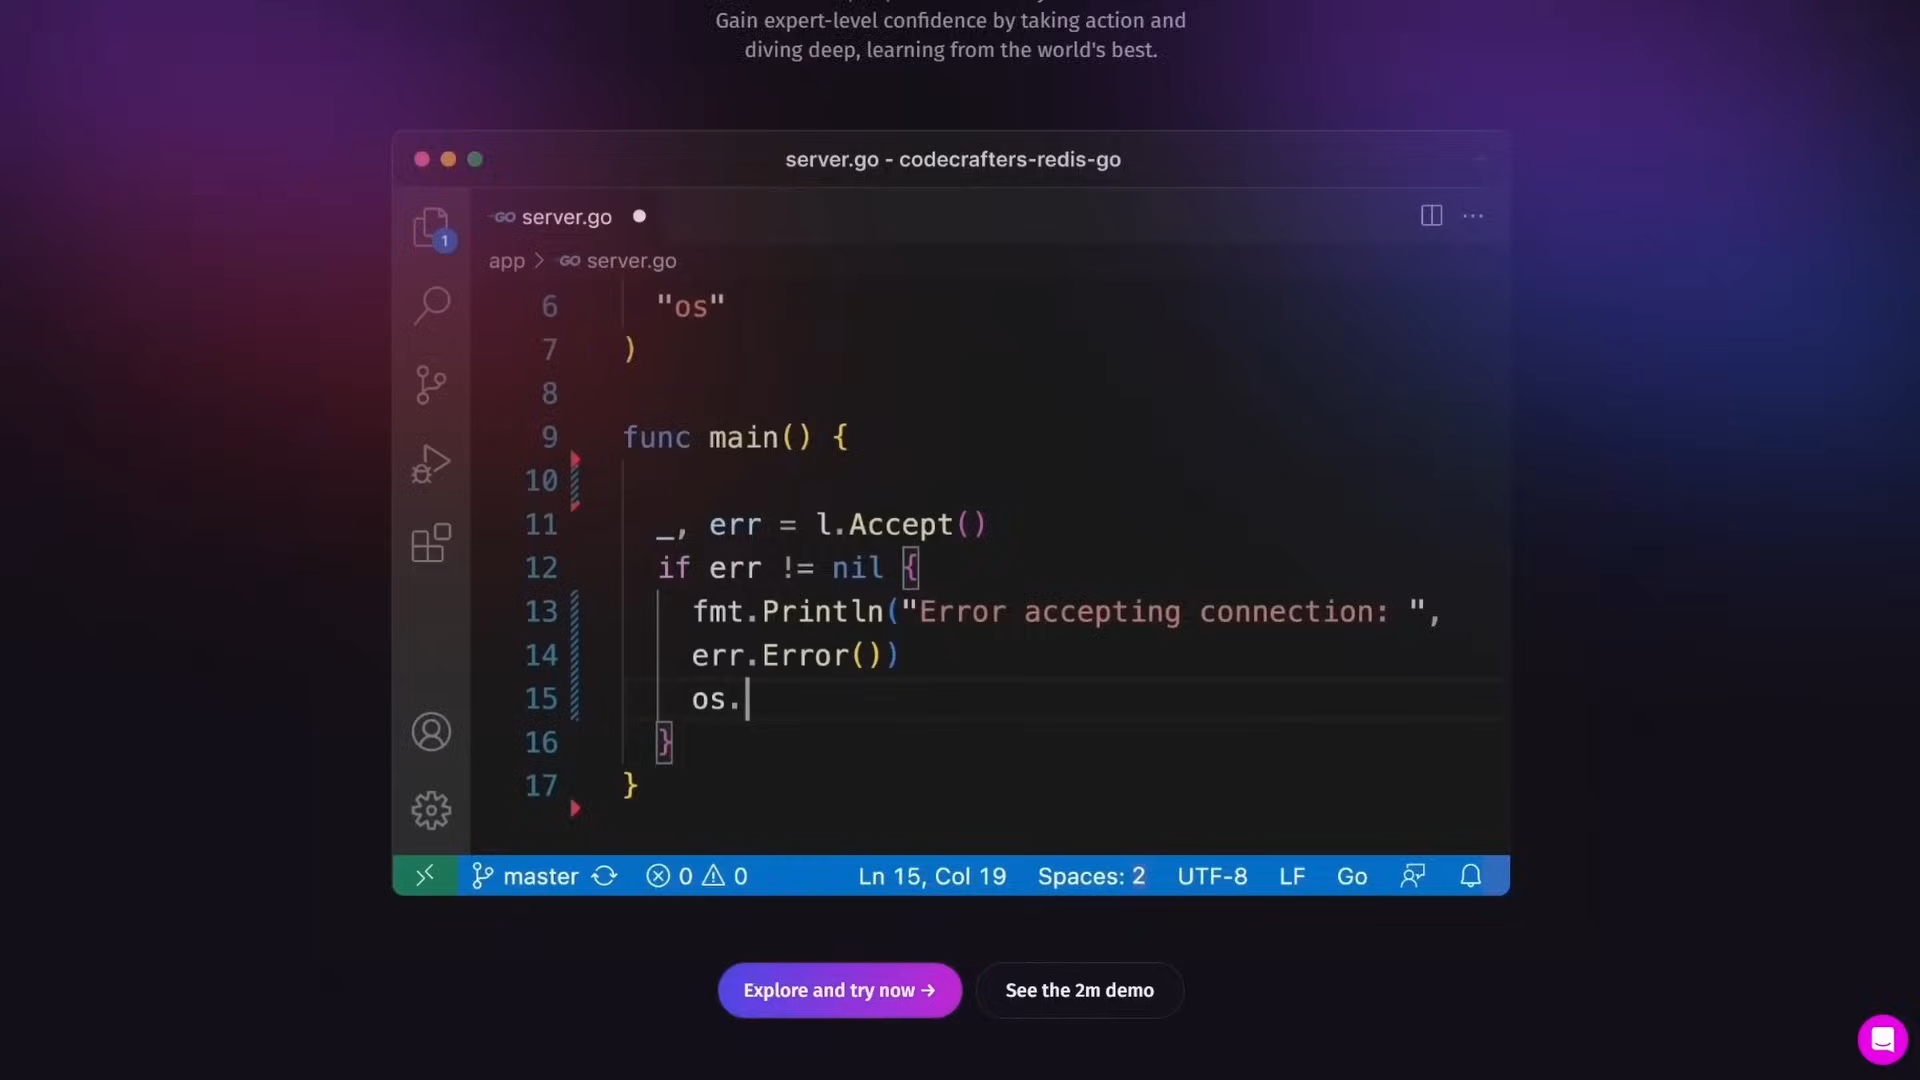 Gain expert-level confidence by taking action and
diving deep, learning from the world's best.
server.go - codecrafters-redis-go
GO server.go
1
app > GO server.go
6 "os"
7 )
8
9 func main() {
10
11 _, err = l.Accept()
12 if err != nil {
13 fmt.Println("Error accepting connection: ",
14 err.Error())
15 os.
16 }
17 }
master 0 0 Ln 15, Col 19 Spaces: 2 UTF-8 LF Go
Explore and try now → See the 2m demo